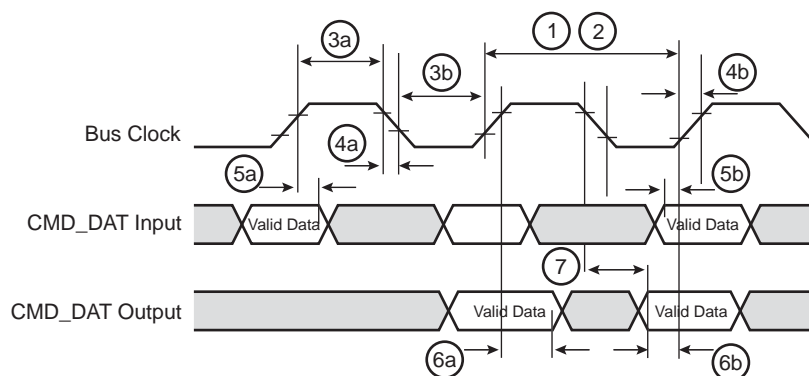 3a
1
2
3b
4b
Bus Clock
4a
5a
5b
CMD_DAT Input
Valid Data
Valid Data
7
CMD_DAT Output
Valid Data
Valid Data
6a
6b